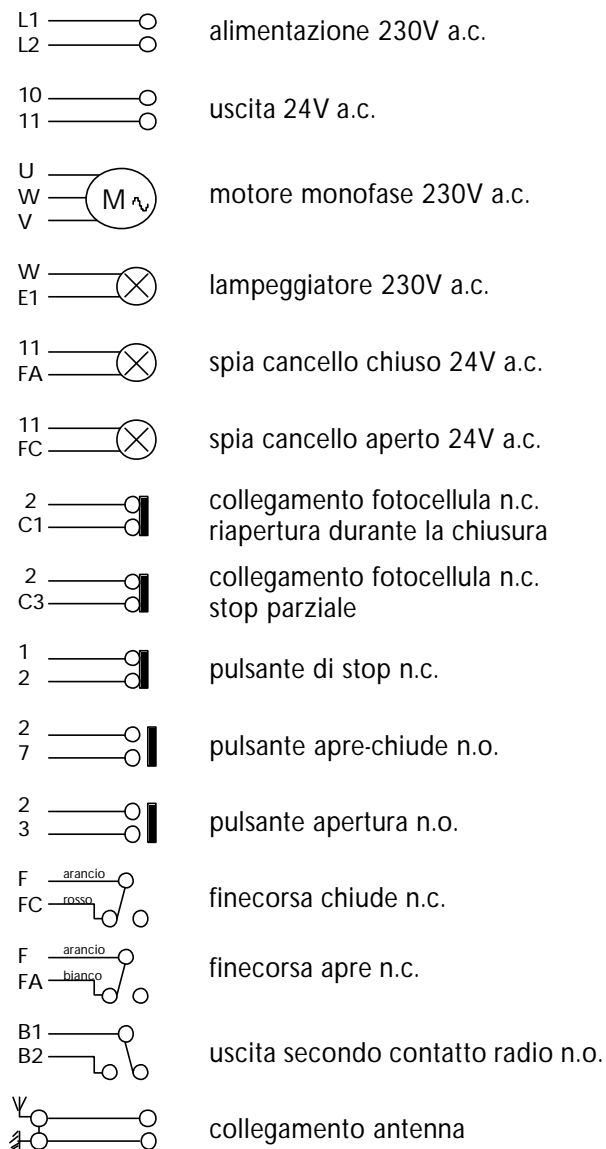 L1
L2
alimentazione 230V a.c.
10
11
uscita 24V a.c.
U
W
V
M
motore monofase 230V a.c.
W
E1
lampeggiatore 230V a.c.
11
FA
spia cancello chiuso 24V a.c.
11
FC
spia cancello aperto 24V a.c.
2
C1
collegamento fotocellula n.c.
riapertura durante la chiusura
2
C3
collegamento fotocellula n.c.
stop parziale
1
2
pulsante di stop n.c.
2
7
pulsante apre-chiude n.o.
2
3
pulsante apertura n.o.
F arancio
FC rosso
finecorsa chiude n.c.
F arancio
FA bianco
finecorsa apre n.c.
B1
B2
uscita secondo contatto radio n.o.
collegamento antenna